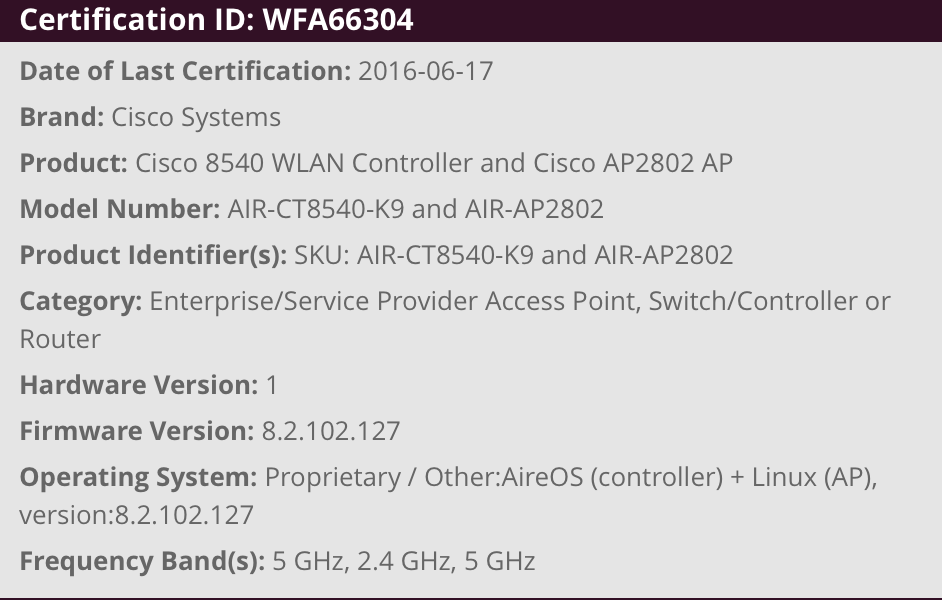 Certification ID: WFA66304
Date of Last Certification: 2016-06-17
Brand: Cisco Systems
Product: Cisco 8540 WLAN Controller and Cisco AP2802 AP
Model Number: AIR-CT8540-K9 and AIR-AP2802
Product Identifier(s): SKU: AIR-CT8540-K9 and AIR-AP2802
Category: Enterprise/Service Provider Access Point, Switch/Controller or
Router
Hardware Version: 1
Firmware Version: 8.2.102.127
Operating System: Proprietary / Other:AireOS (controller) + Linux (AP),
version:8.2.102.127
Frequency Band(s): 5 GHz, 2.4 GHz, 5 GHz